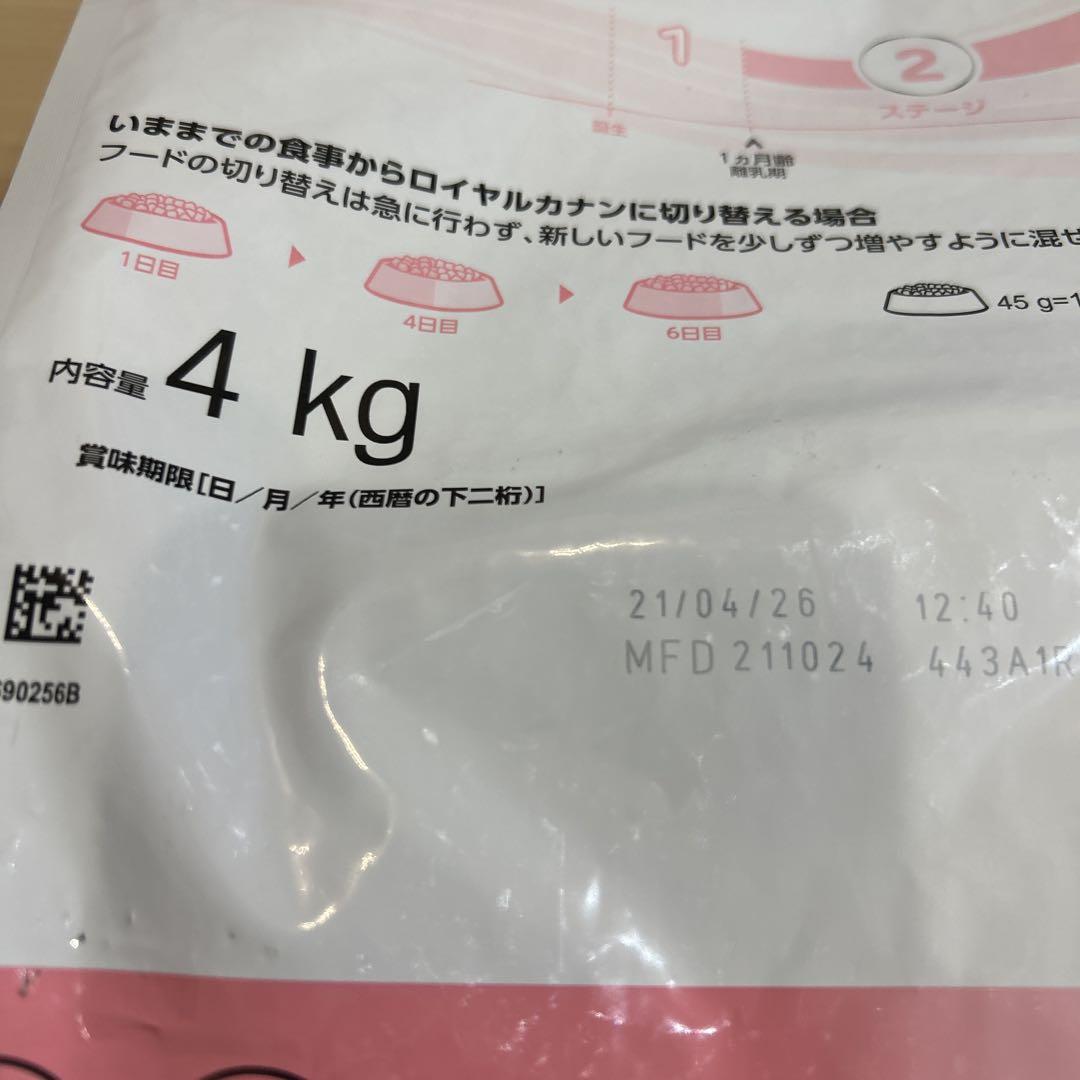 1
2
ステージ
誕生
1ヵ月齢
離乳期
いままでの食事からロイヤルカナンに切り替える場合
フードの切り替えは急に行わず、新しいフードを少しずつ増やすように混ぜ
1日目
4日目
6日目
45 g=1
内容量 4 kg
賞味期限[日/月/年(西暦の下二桁)]
21/04/26 12:40
MFD 211024 443A1R
90256B